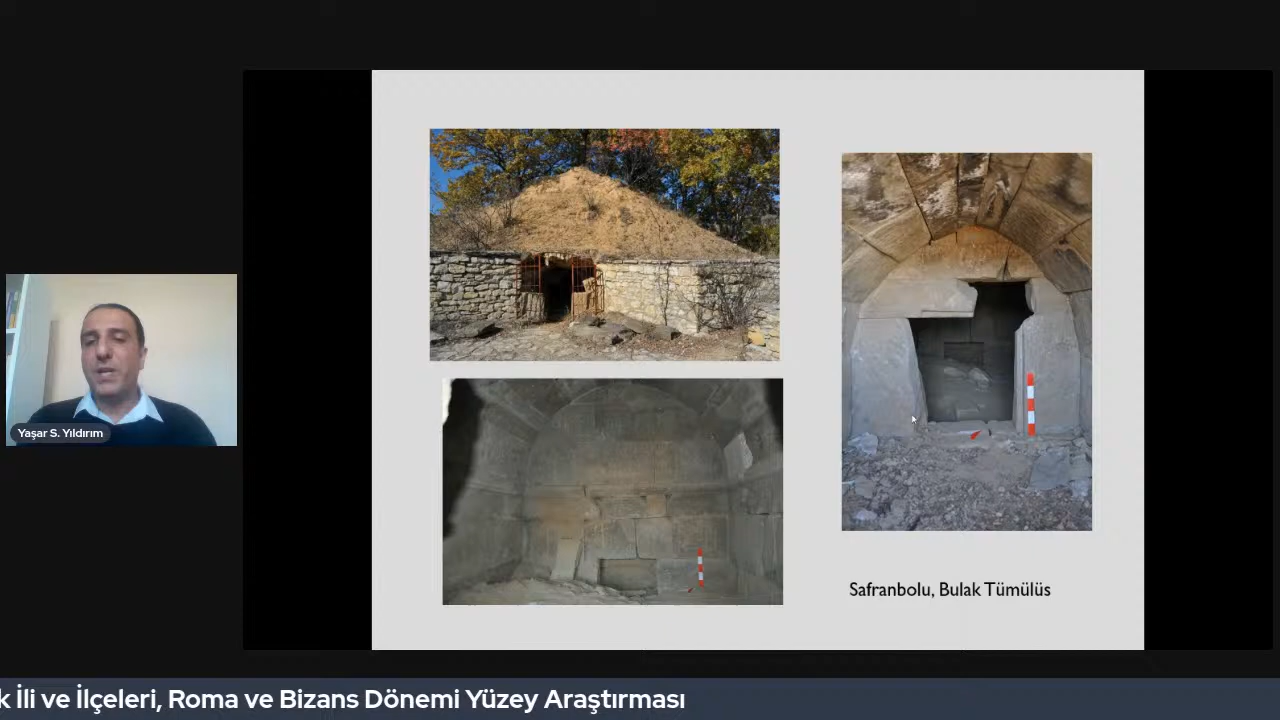 Safranbolu, Bulak Tümülüs
Yaşar S. Yıldırım
k İli ve İlçeleri, Roma ve Bizans Dönemi Yüzey Araştırması